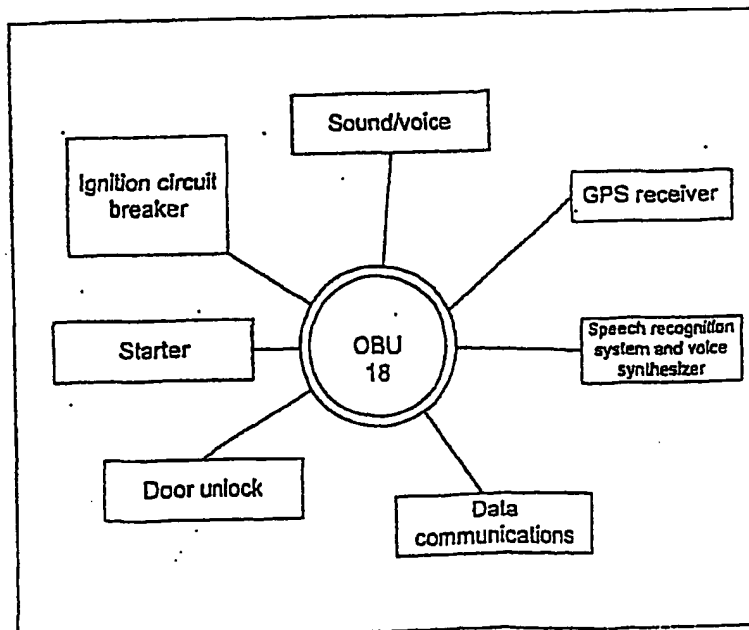 Sound/voice
Ignition circuit
breaker
GPS receiver
Starter
OBU
18
Speech recognition
system and voice
synthesizer
Door unlock
Data
communications